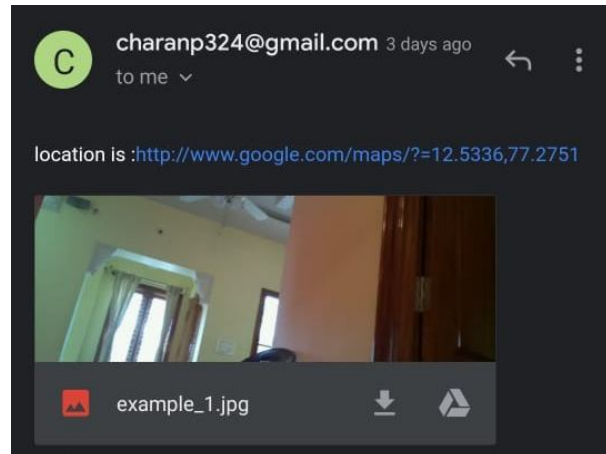 C
charanp324@gmail.com 3 days ago
to me
location is :http://www.google.com/maps/?=12.5336,77.2751
example_1.jpg